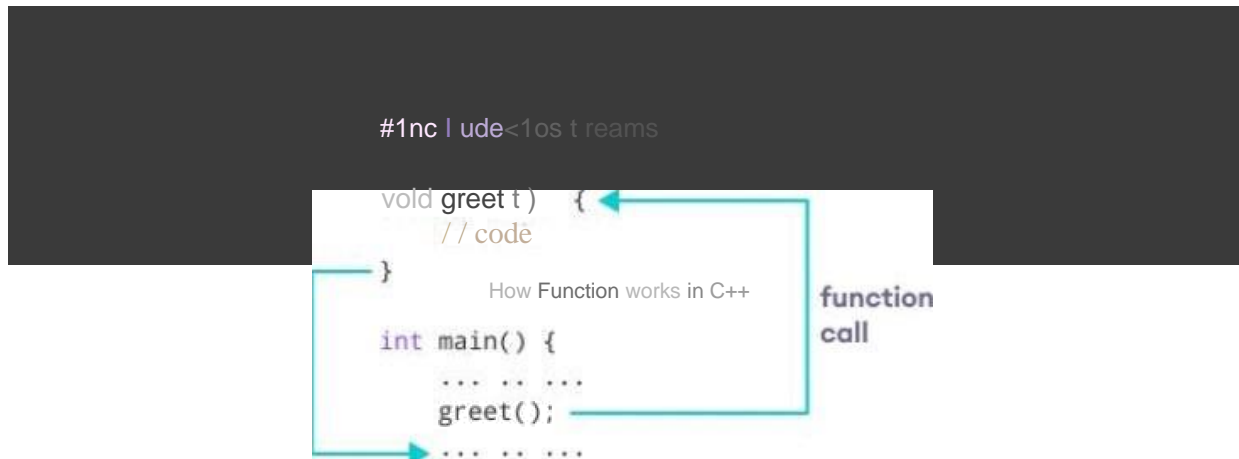 #1nc l ude<1os t reams
vold greet t ) {
/ / code
}
How Function works in C++
function
call
int main() {
... .. ...
greet();
... .. ...